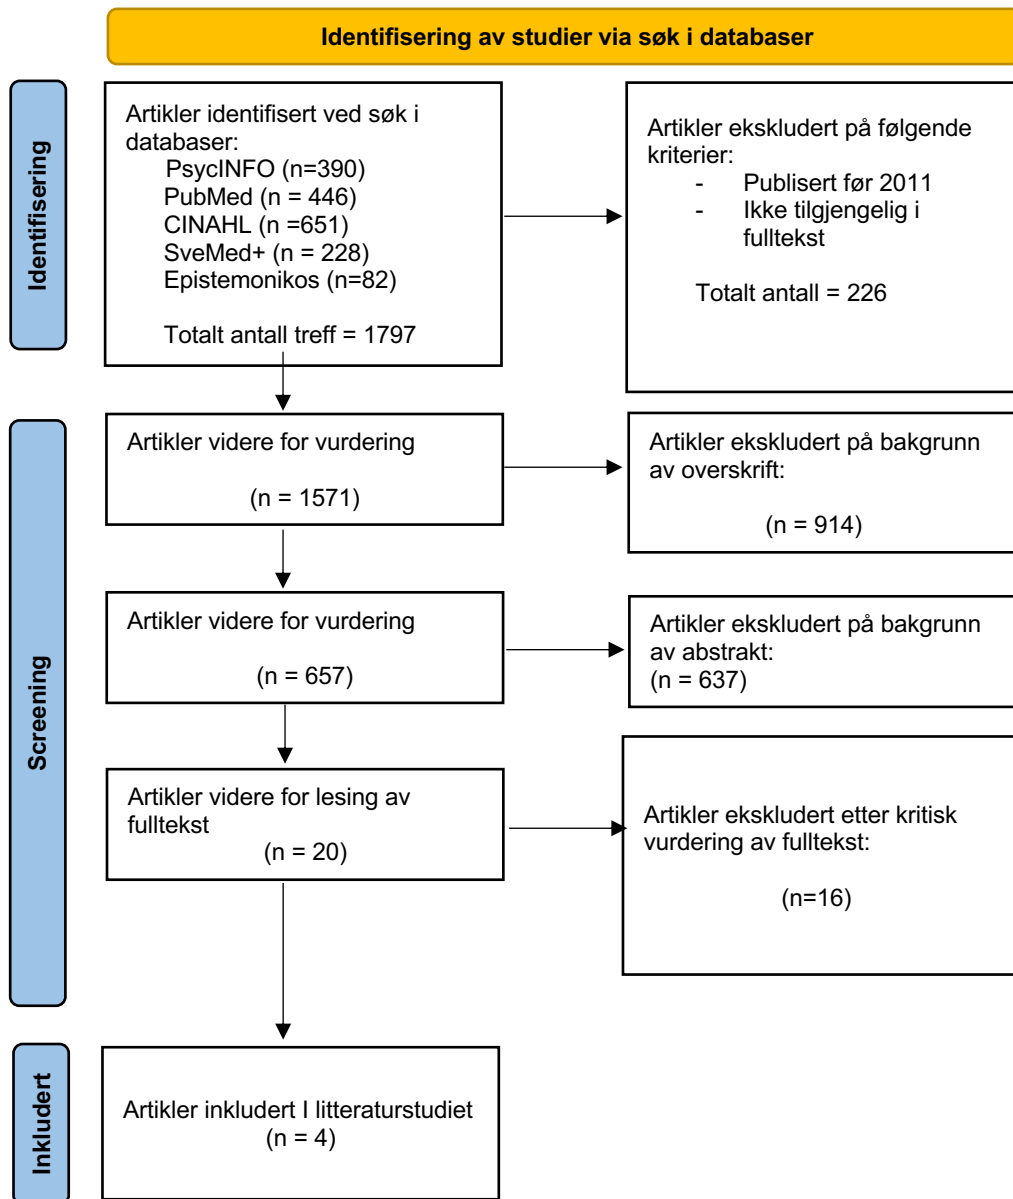 Identifisering av studier via søk i databaser
Identifisering
Artikler identifisert ved søk i
databaser:
PsycINFO (n=390)
PubMed (n = 446)
CINAHL (n =651)
SveMed+ (n = 228)
Epistemonikos (n=82)
Totalt antall treff = 1797
Artikler ekskludert på følgende
kriterier:
- Publisert før 2011
- Ikke tilgjengelig i
fulltekst
Totalt antall = 226
Screening
Artikler videre for vurdering
(n = 1571)
Artikler ekskludert på bakgrunn
av overskrift:
(n = 914)
Artikler videre for vurdering
(n = 657)
Artikler ekskludert på bakgrunn
av abstrakt:
(n = 637)
Artikler videre for lesing av
fulltekst
(n = 20)
Artikler ekskludert etter kritisk
vurdering av fulltekst:
(n=16)
Inkludert
Artikler inkludert I litteraturstudiet
(n = 4)